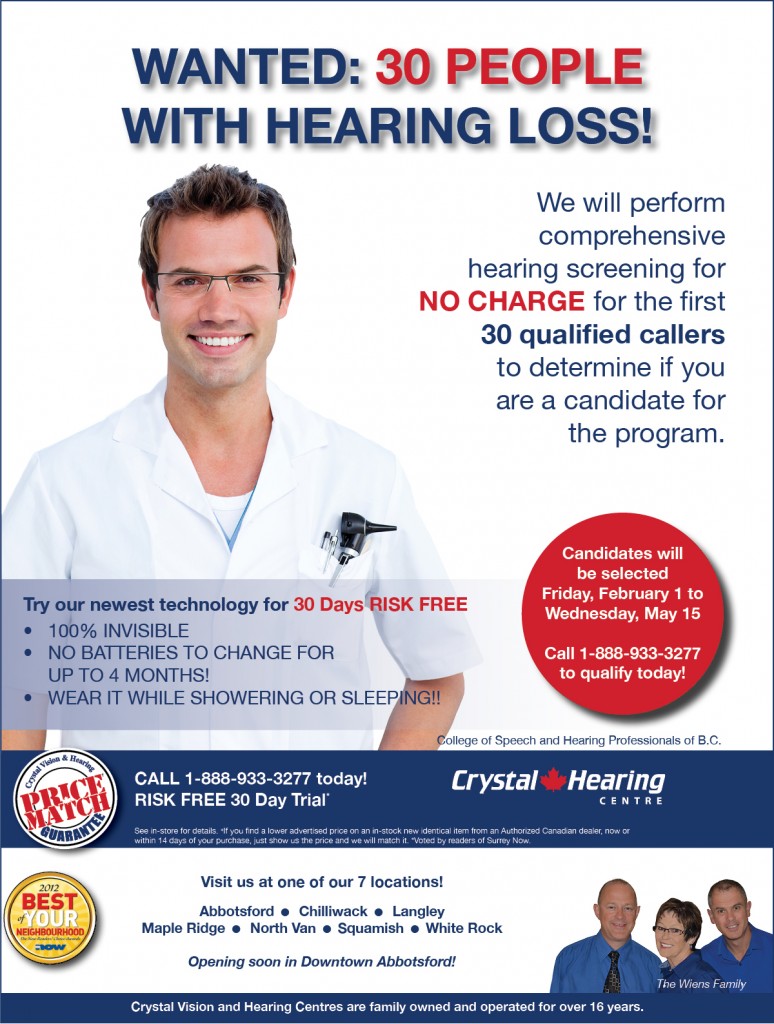 WANTED: 30 PEOPLE
WITH HEARING LOSS!
We will perform
comprehensive
hearing screening for
NO CHARGE for the first
30 qualified callers
to determine if you
are a candidate for
the program.
Candidates will
be selected
Friday, February 1 to
Wednesday, May 15
Call 1-888-933-3277
to qualify today!
Try our newest technology for 30 Days RISK FREE
• 100% INVISIBLE
• NO BATTERIES TO CHANGE FOR
UP TO 4 MONTHS!
• WEAR IT WHILE SHOWERING OR SLEEPING!!
College of Speech and Hearing Professionals of B.C.
Crystal Vision & Hearing
PRICE
MATCH
GUARANTEE
CALL 1-888-933-3277 today!
RISK FREE 30 Day Trial*
Crystal Hearing
CENTRE
See in-store for details. *If you find a lower advertised price on an in-stock new identical item from an Authorized Canadian dealer, now or
within 14 days of your purchase, just show us the price and we will match it. *Voted by readers of Surrey Now.
2012
BEST
of YOUR
NEIGHBOURHOOD
now
Visit us at one of our 7 locations!
Abbotsford • Chilliwack • Langley
Maple Ridge • North Van • Squamish • White Rock
Opening soon in Downtown Abbotsford!
The Wiens Family
Crystal Vision and Hearing Centres are family owned and operated for over 16 years.